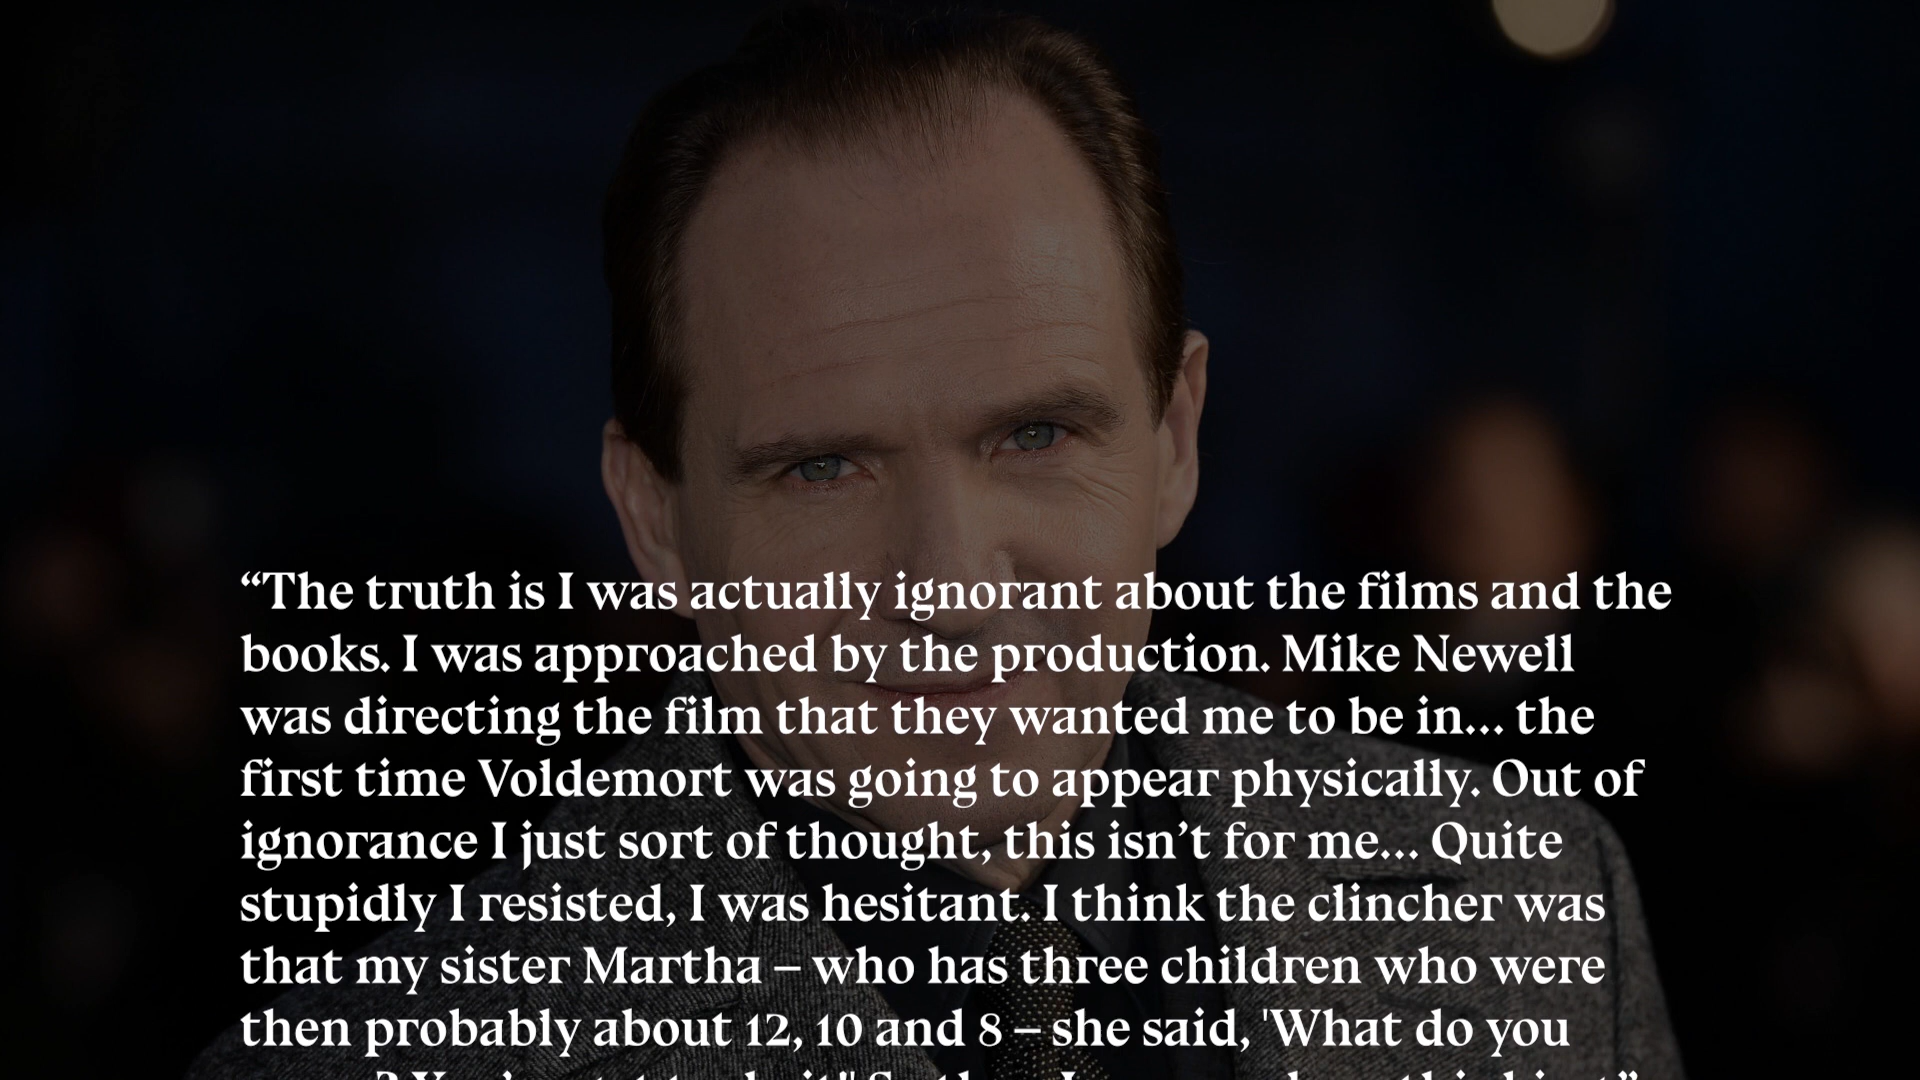 “The truth is I was actually ignorant about the films and the
books. I was approached by the production. Mike Newell
was directing the film that they wanted me to be in… the
first time Voldemort was going to appear physically. Out of
ignorance I just sort of thought, this isn’t for me… Quite
stupidly I resisted, I was hesitant. I think the clincher was
that my sister Martha – who has three children who were
then probably about 12, 10 and 8 – she said, 'What do you